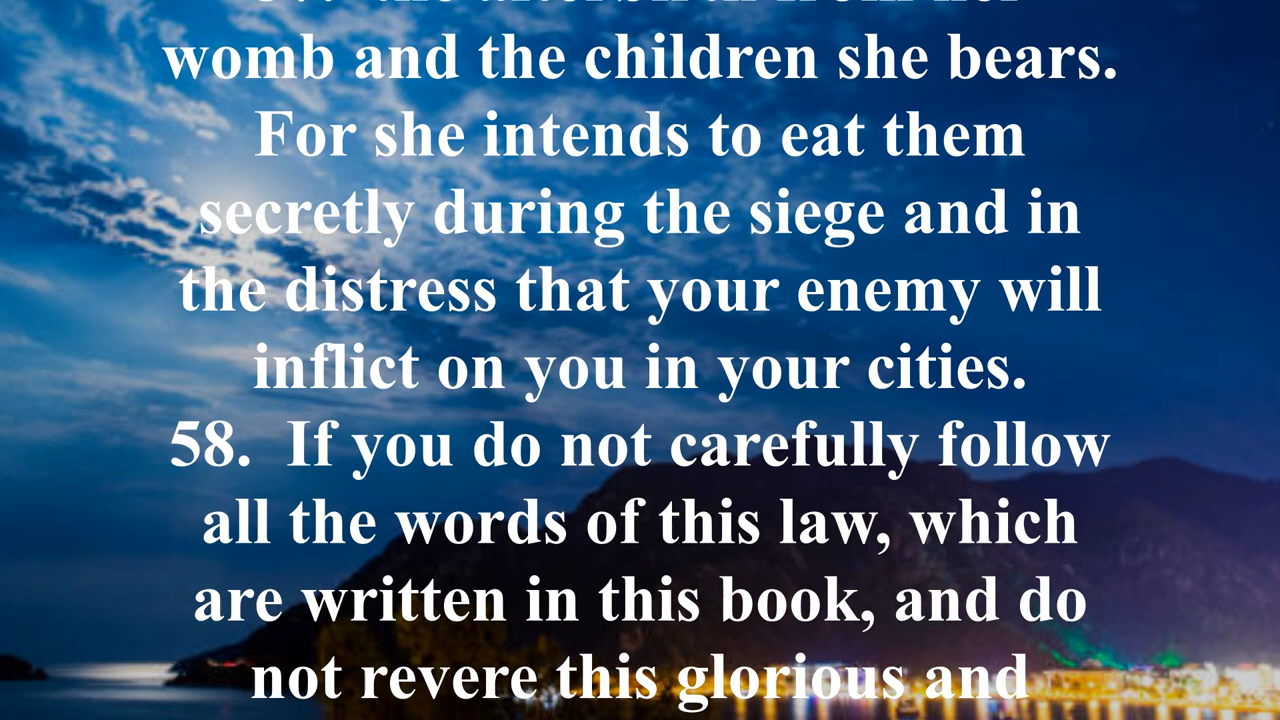 womb and the children she bears.
For she intends to eat them
secretly during the siege and in
the distress that your enemy will
inflict on you in your cities.
58. If you do not carefully follow
all the words of this law, which
are written in this book, and do
not revere this glorious and